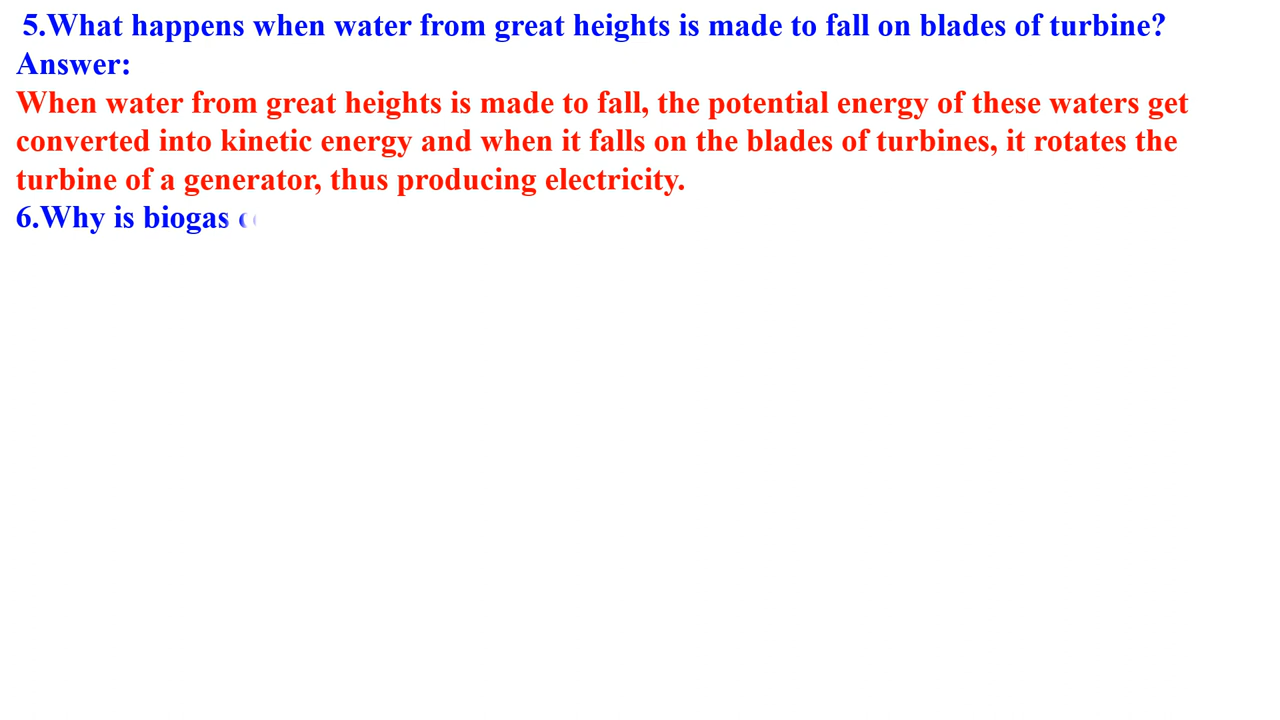 5.What happens when water from great heights is made to fall on blades of turbine?
Answer:
When water from great heights is made to fall, the potential energy of these waters get
converted into kinetic energy and when it falls on the blades of turbines, it rotates the
turbine of a generator, thus producing electricity.
6.Why is biogas